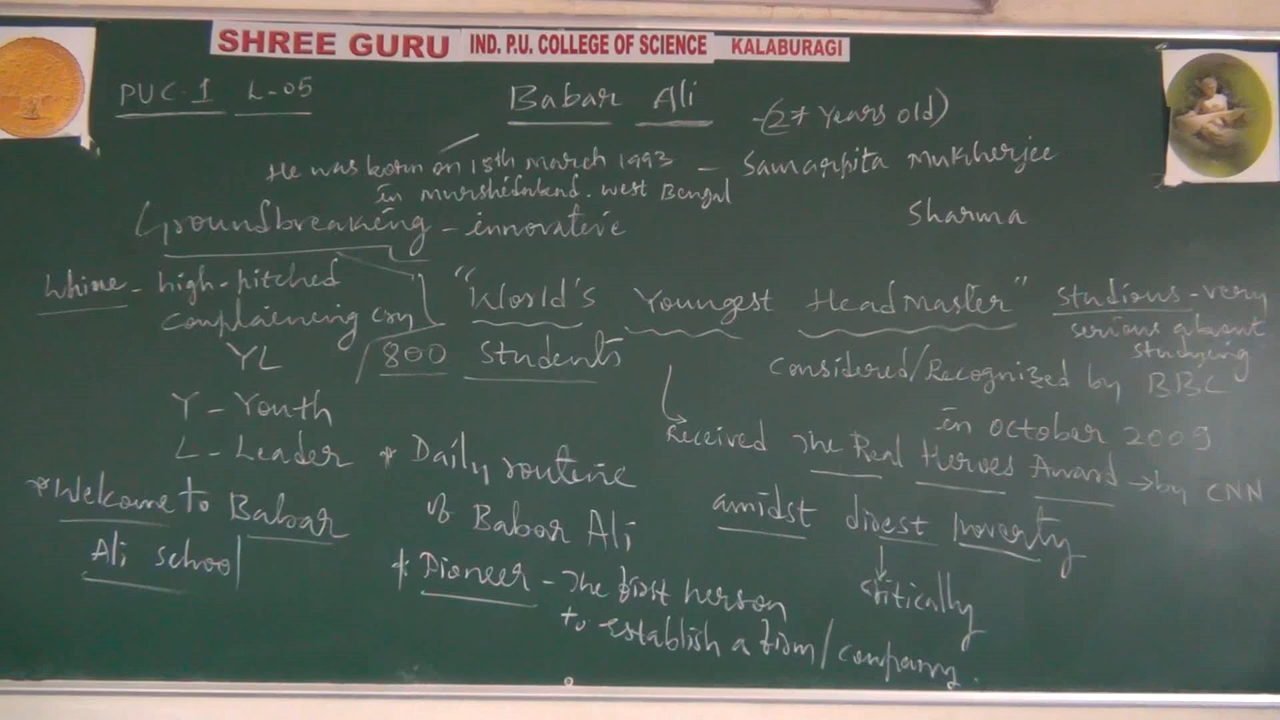 SHREE GURU IND. P.U. COLLEGE OF SCIENCE KALABURAGI
PUC-1 L-05
Babar Ali
-(27 Years old)
He was born on 18th March 1993
in Murshidabad. West Bengal
- Samarpita Mukherjee
Sharma
Groundbreaking - innovative
Whine - high-pitched
complaining cry
"World's Youngest HeadMaster"
Studious - very
serious about
studying
800 Students
Considered/Recognized by BBC
in October 2009
YL
Y - Youth
L - Leader
Received The Real Heroes Award → by CNN
* Daily routine
of Babar Ali
* Welcome to Babar
Ali school
amidst direst Poverty
↓
critically
* Pioneer - The first person
to establish a firm/company.